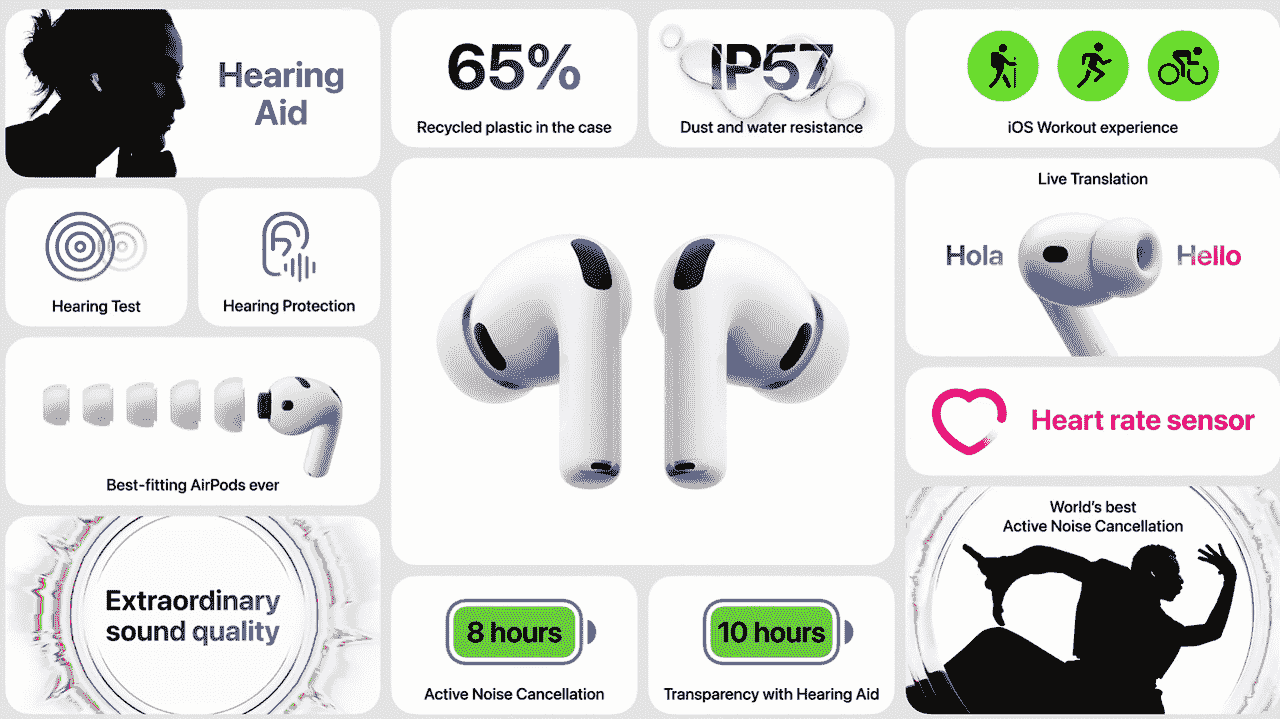 Hearing
Aid
65%
Recycled plastic in the case
IP57
Dust and water resistance
iOS Workout experience
Hearing Test
Hearing Protection
Live Translation
Hola
Hello
Best-fitting AirPods ever
Heart rate sensor
Extraordinary
sound quality
8 hours
Active Noise Cancellation
10 hours
Transparency with Hearing Aid
World’s best
Active Noise Cancellation